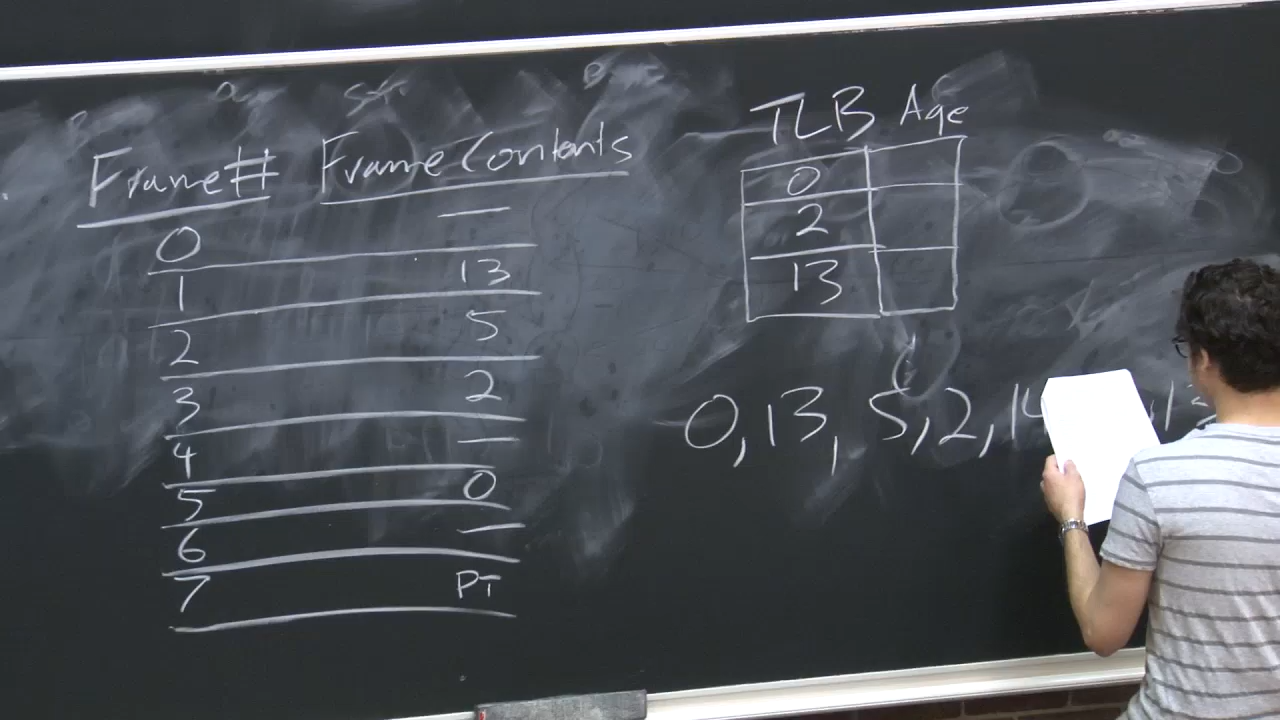 Frame# Frame Contents
0 —
1 13
2 5
3 2
4 —
5 0
6 —
7 PT
TLB Age
0
2
13
0, 13, 5, 2, 14